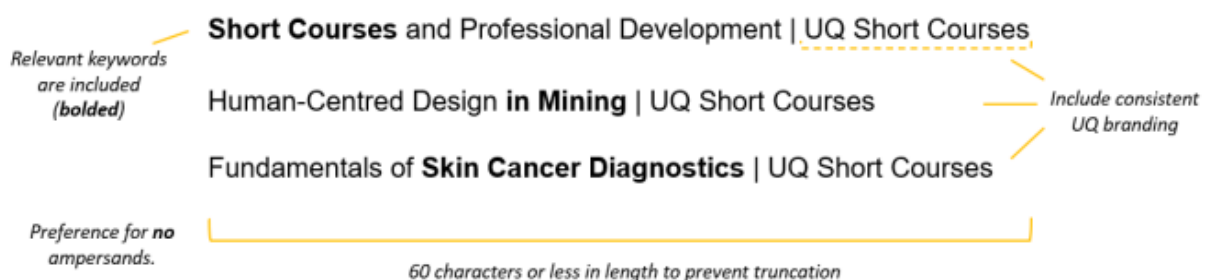 Short Courses and Professional Development | UQ Short Courses
Relevant keywords
are included
(bolded)
Human-Centred Design in Mining | UQ Short Courses
Include consistent
UQ branding
Fundamentals of Skin Cancer Diagnostics | UQ Short Courses
Preference for no
ampersands.
60 characters or less in length to prevent truncation